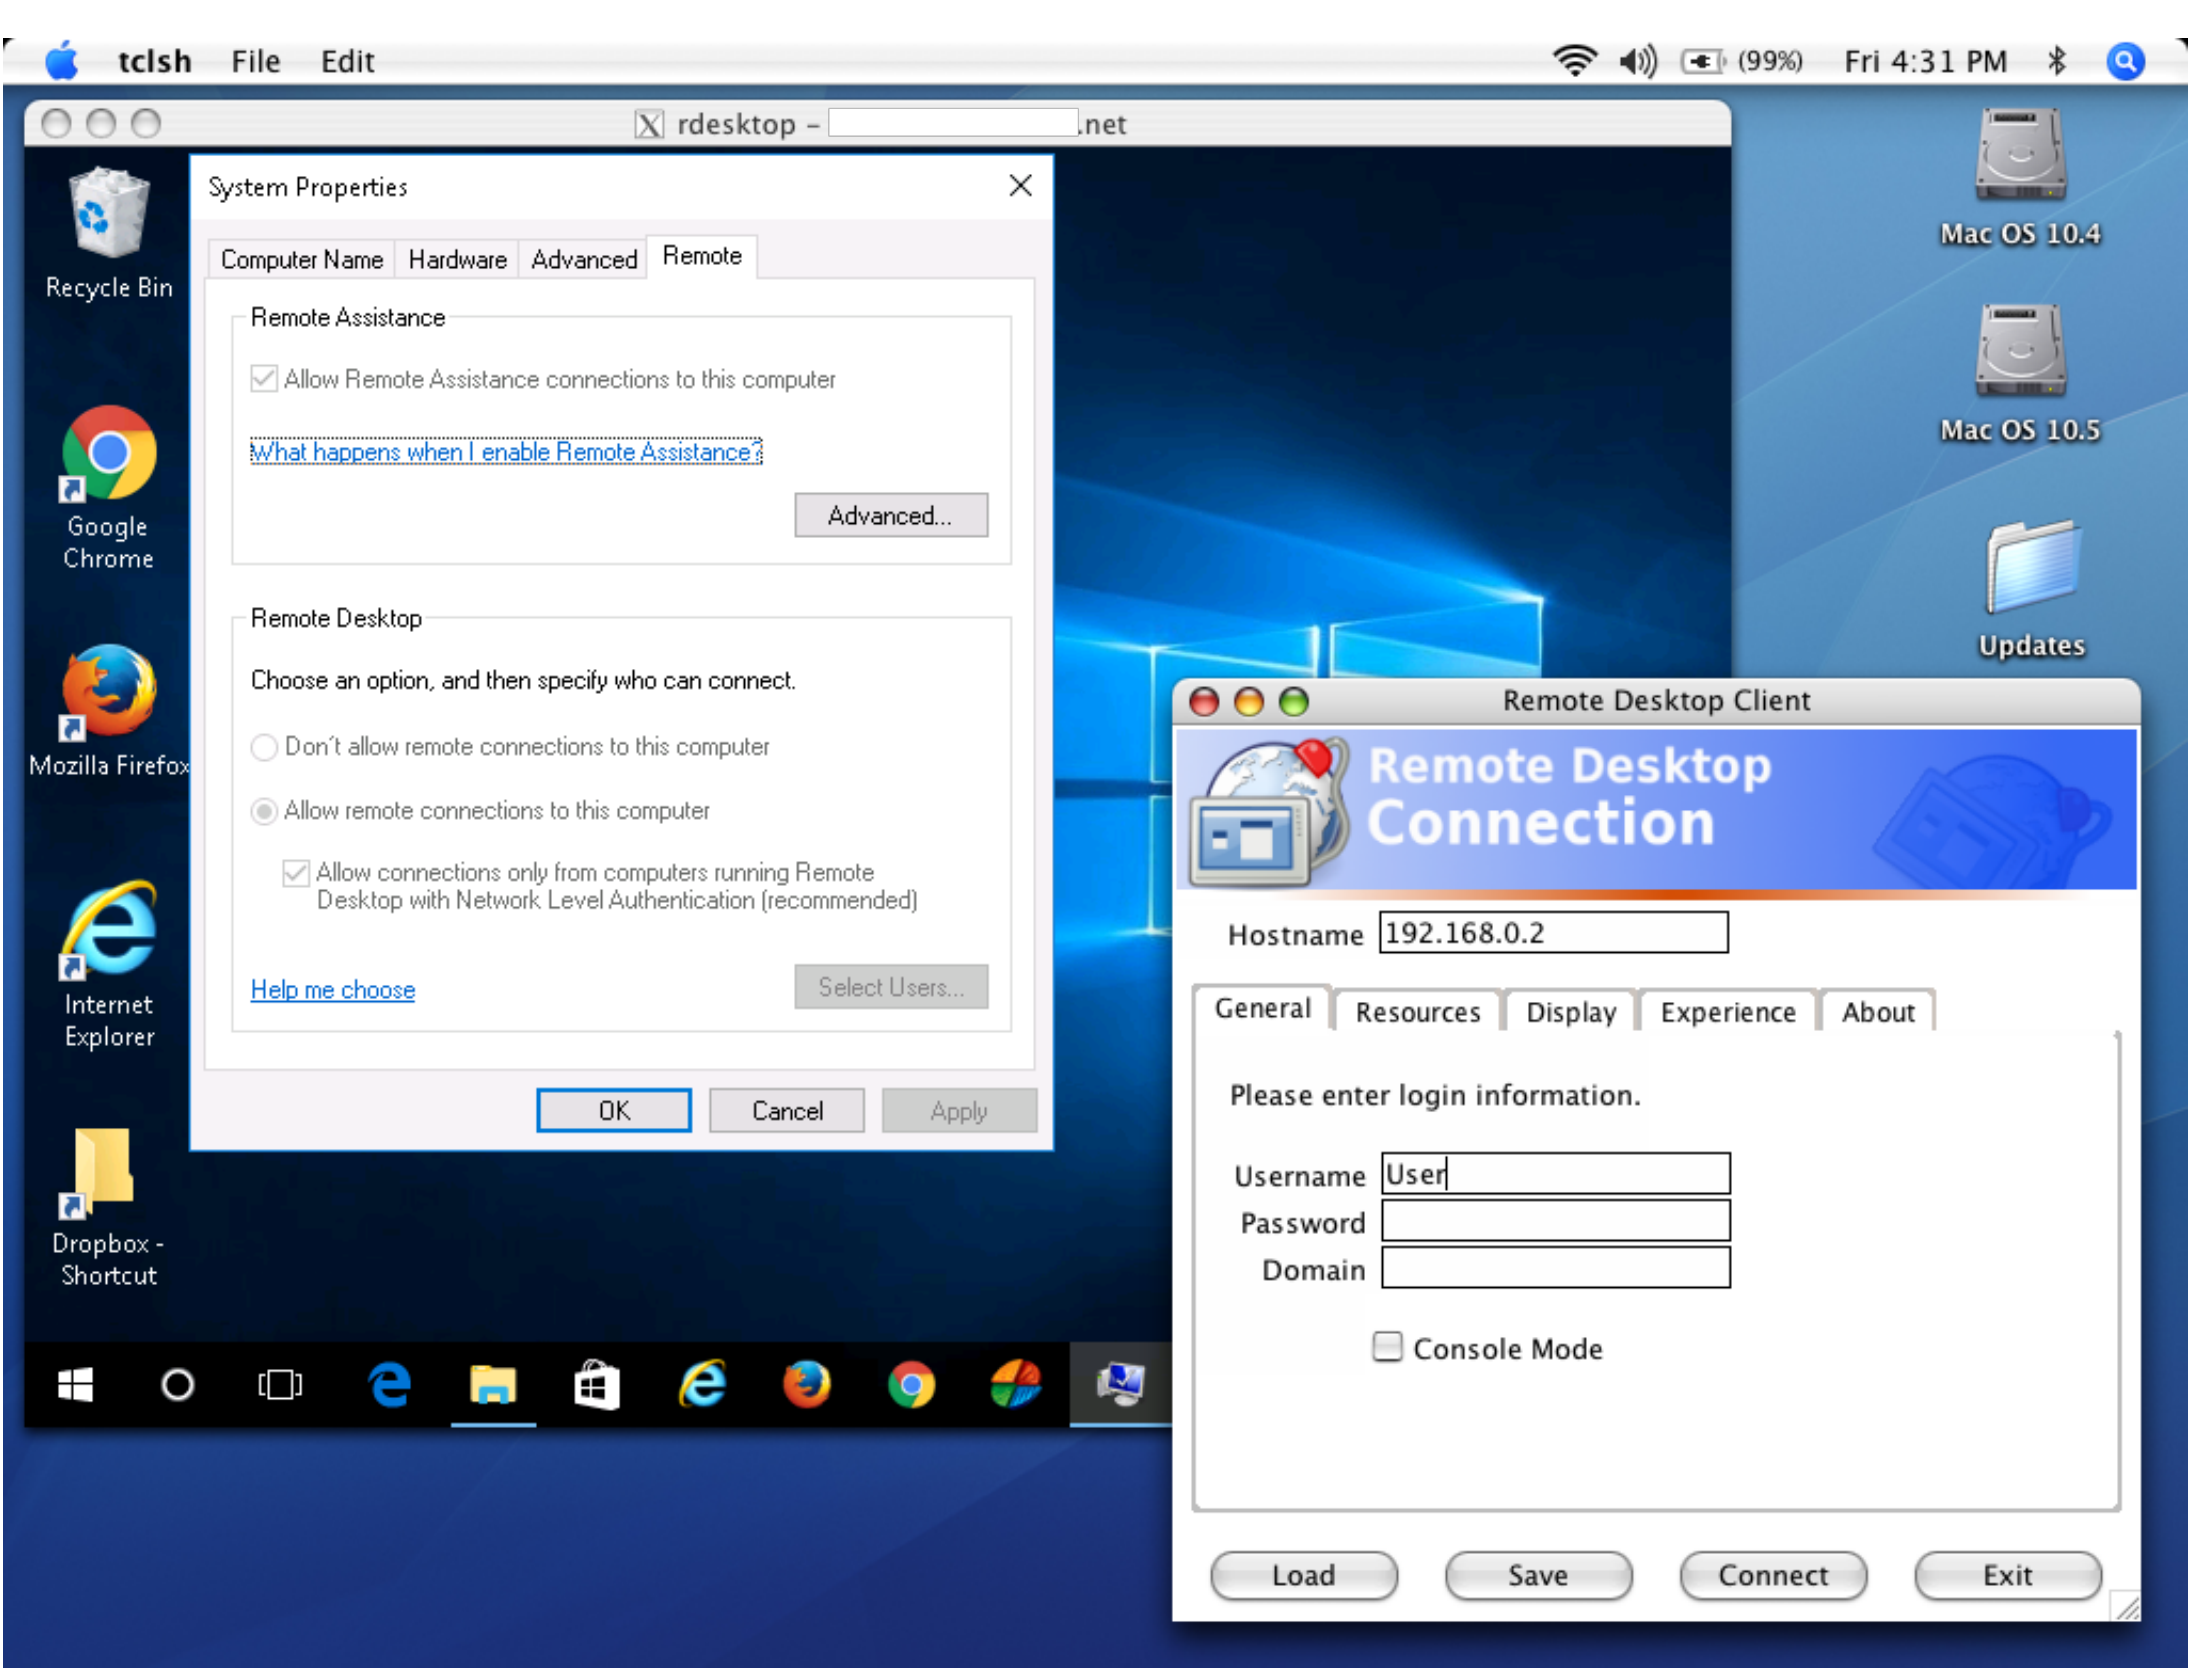 tclsh File Edit (99%) Fri 4:31 PM
X rdesktop – .net
Recycle Bin
Google
Chrome
Mozilla Firefox
Internet
Explorer
Dropbox -
Shortcut
System Properties
Computer Name Hardware Advanced Remote
Remote Assistance
Allow Remote Assistance connections to this computer
What happens when I enable Remote Assistance?
Advanced...
Remote Desktop
Choose an option, and then specify who can connect.
Don't allow remote connections to this computer
Allow remote connections to this computer
Allow connections only from computers running Remote
Desktop with Network Level Authentication (recommended)
Help me choose
Select Users...
OK Cancel Apply
Mac OS 10.4
Mac OS 10.5
Updates
Remote Desktop Client
Remote Desktop
Connection
Hostname 192.168.0.2
General Resources Display Experience About
Please enter login information.
Username User
Password
Domain
Console Mode
Load Save Connect Exit